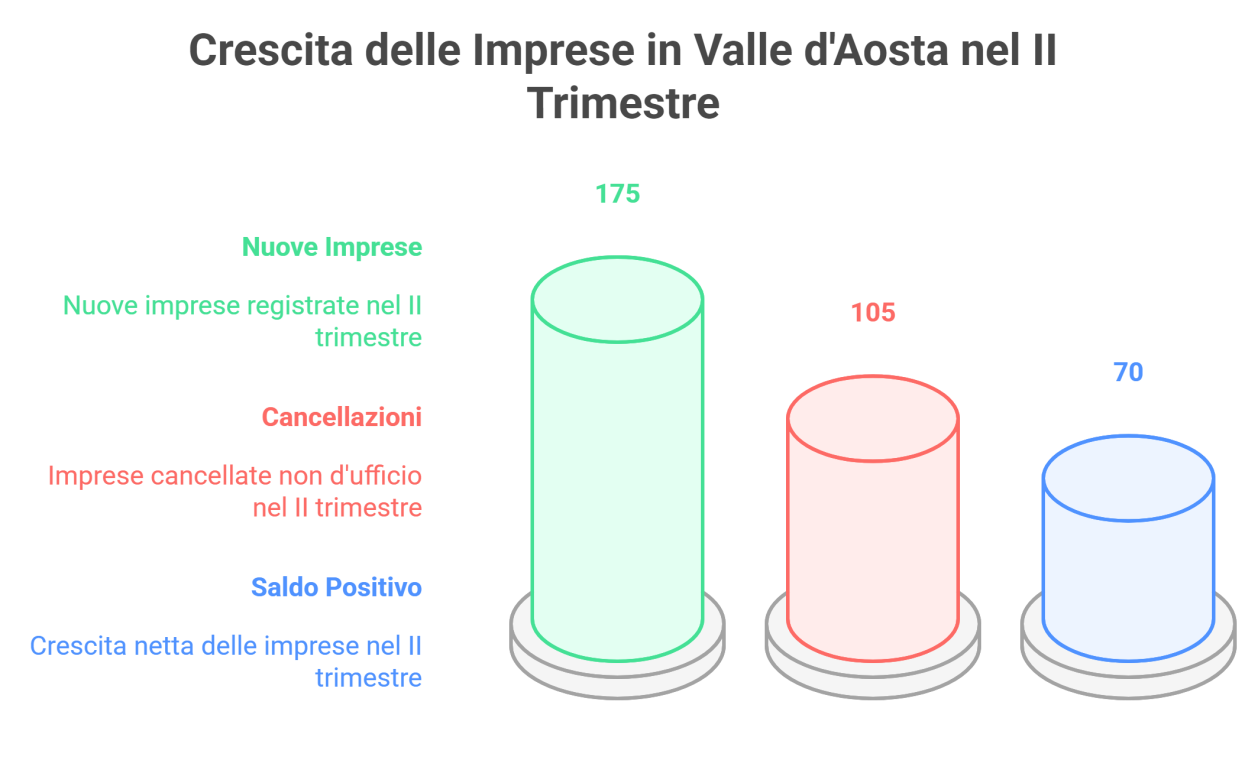 Crescita delle Imprese in Valle d'Aosta nel II
Trimestre
175
Nuove Imprese
Nuove imprese registrate nel II
trimestre
105
70
Cancellazioni
Imprese cancellate non d'ufficio
nel II trimestre
Saldo Positivo
Crescita netta delle imprese nel II
trimestre